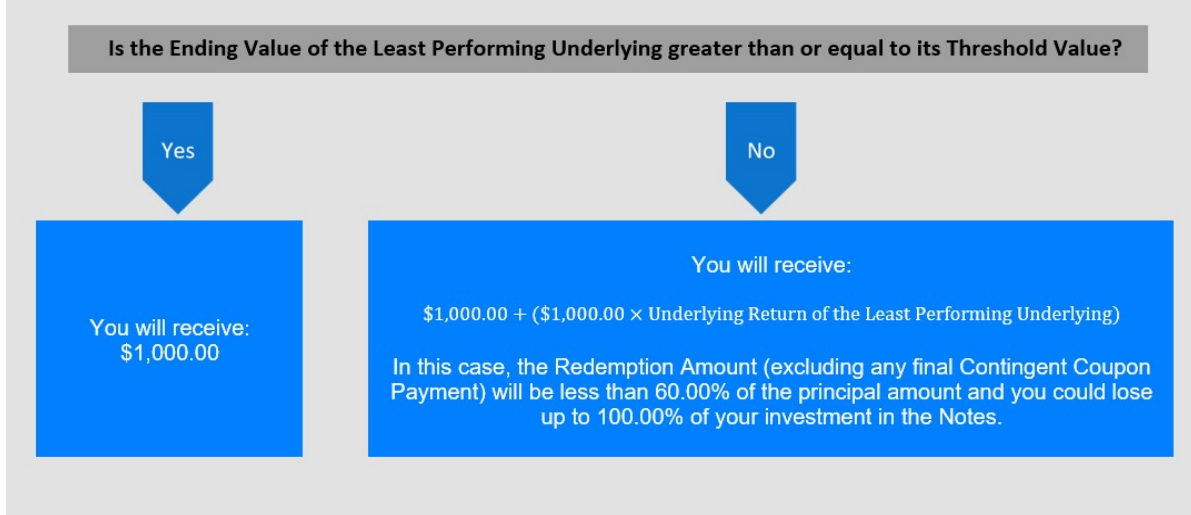 Is the Ending Value of the Least Performing Underlying greater than or equal to its Threshold Value?
Yes
No
You will receive:
$1,000.00
You will receive:
$1,000.00 + ($1,000.00 × Underlying Return of the Least Performing Underlying)
In this case, the Redemption Amount (excluding any final Contingent Coupon
Payment) will be less than 60.00% of the principal amount and you could lose
up to 100.00% of your investment in the Notes.